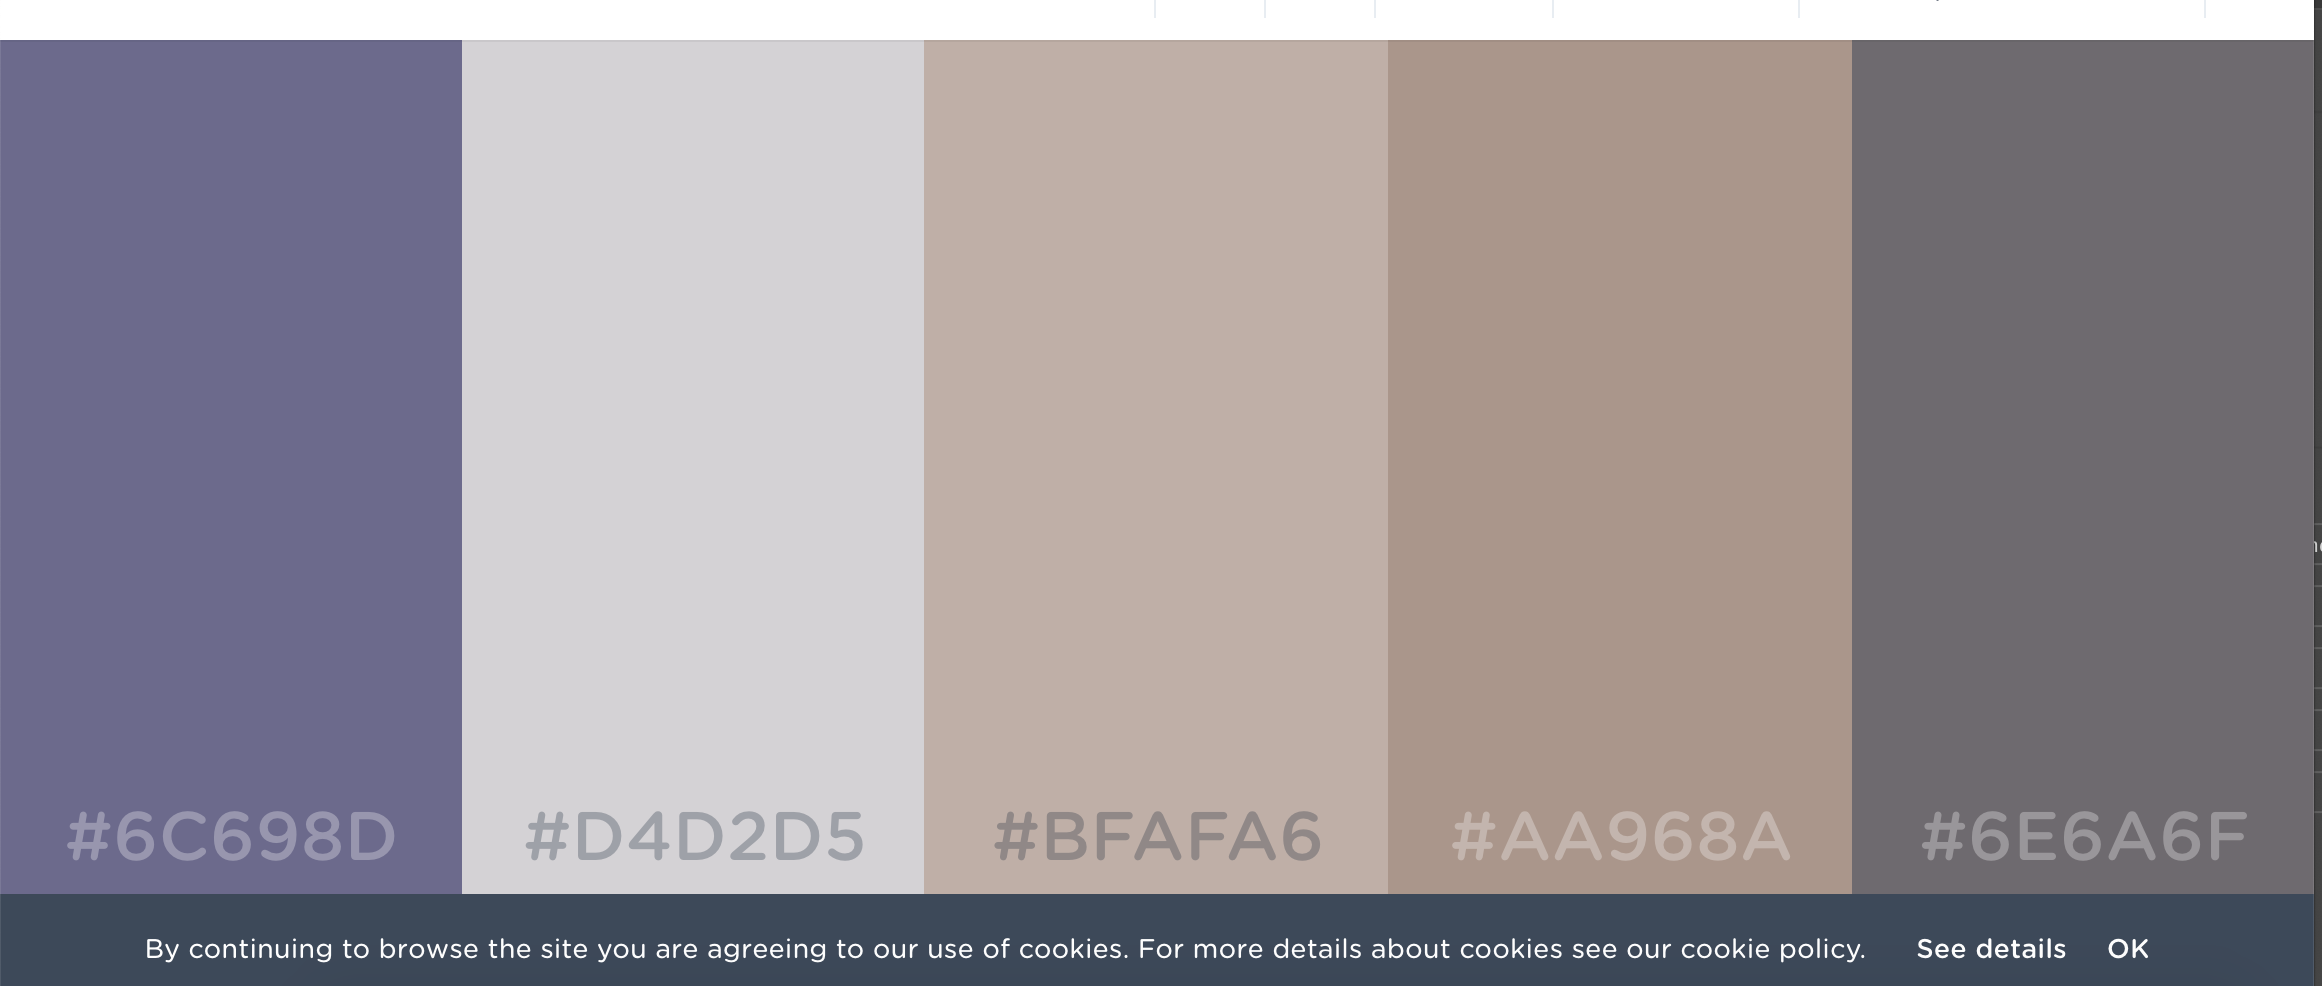 #6C698D
#D4D2D5
#BFAFA6
#AA968A
#6E6A6F
By continuing to browse the site you are agreeing to our use of cookies. For more details about cookies see our cookie policy. See details OK